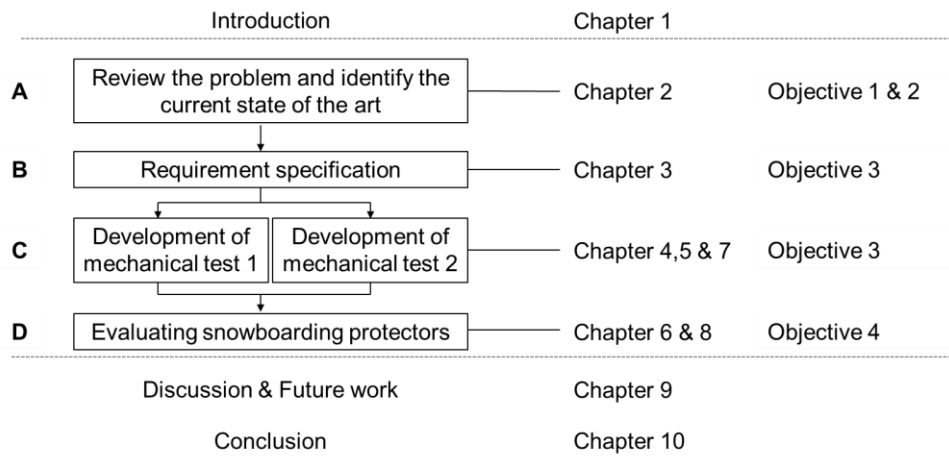 Introduction Chapter 1
A Review the problem and identify the current state of the art Chapter 2 Objective 1 & 2
B Requirement specification Chapter 3 Objective 3
C Development of mechanical test 1 Development of mechanical test 2 Chapter 4,5 & 7 Objective 3
D Evaluating snowboarding protectors Chapter 6 & 8 Objective 4
Discussion & Future work Chapter 9
Conclusion Chapter 10